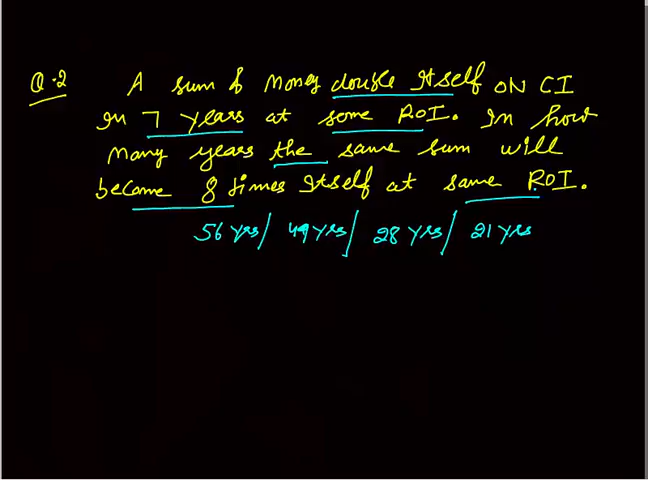 Q.2 A sum of Money double Itself ON CI
In 7 years at some ROI. In how
many years the same sum will
become 8 times Itself at same ROI.
56 yrs/ 49 yrs/ 28 yrs/ 21 yrs